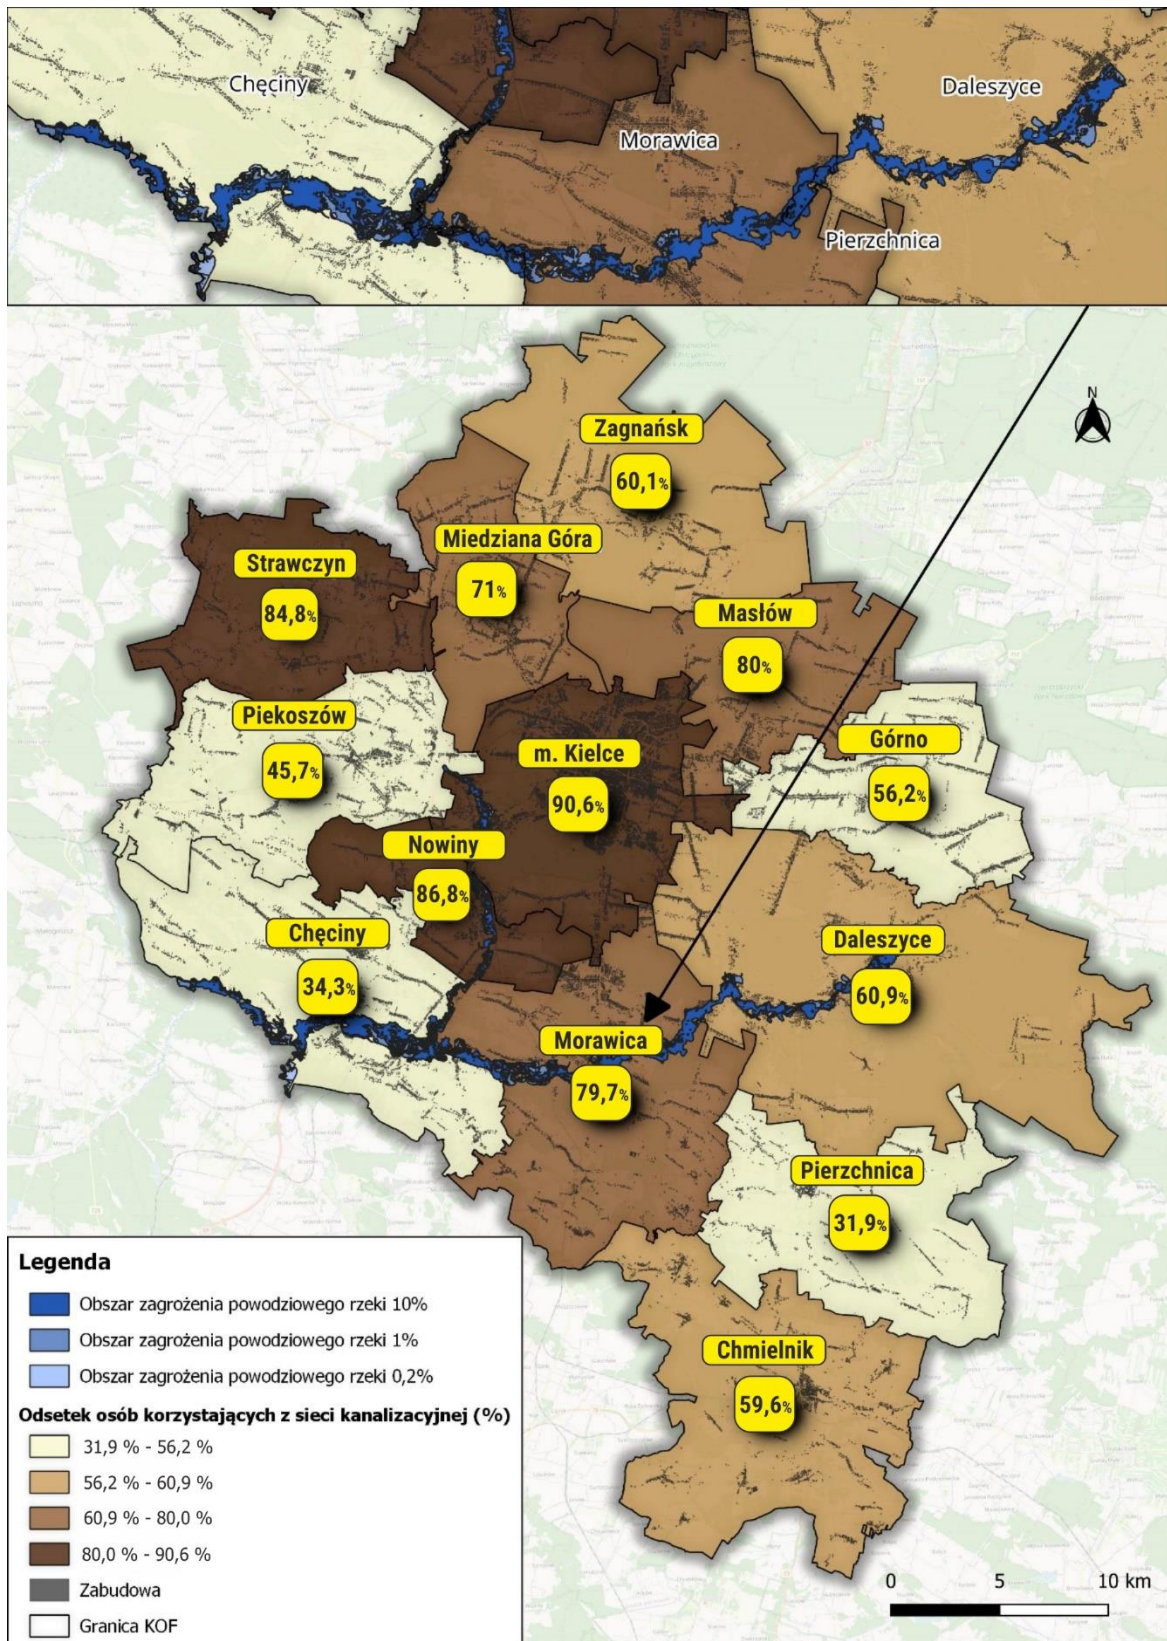 Chęciny
Daleszyce
Morawica
Pierzchnica
N
Zagnańsk
60,1%
Miedziana Góra
71%
Strawczyn
84,8%
Masłów
80%
Piekoszów
45,7%
m. Kielce
90,6%
Górno
56,2%
Nowiny
86,8%
Chęciny
34,3%
Daleszyce
60,9%
Morawica
79,7%
Pierzchnica
31,9%
Chmielnik
59,6%
Legenda
Obszar zagrożenia powodziowego rzeki 10%
Obszar zagrożenia powodziowego rzeki 1%
Obszar zagrożenia powodziowego rzeki 0,2%
Odsetek osób korzystających z sieci kanalizacyjnej (%)
31,9 % - 56,2 %
56,2 % - 60,9 %
60,9 % - 80,0 %
80,0 % - 90,6 %
Zabudowa
Granica KOF
0 5 10 km